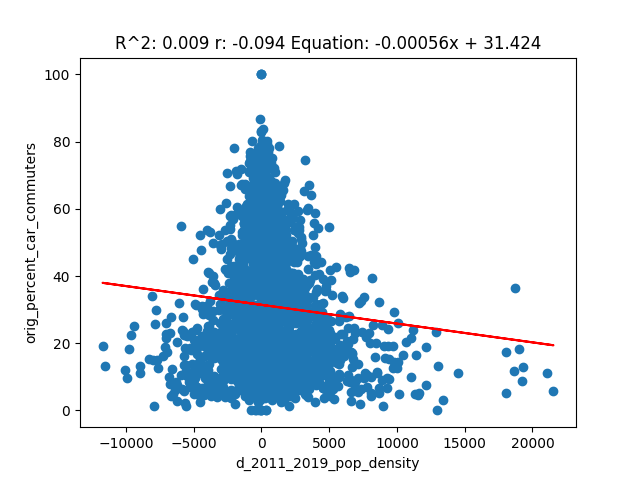 R^2: 0.009 r: -0.094 Equation: -0.00056x + 31.424
100
80
60
40
20
0
orig_percent_car_commuters
−10000 −5000 0 5000 10000 15000 20000
d_2011_2019_pop_density